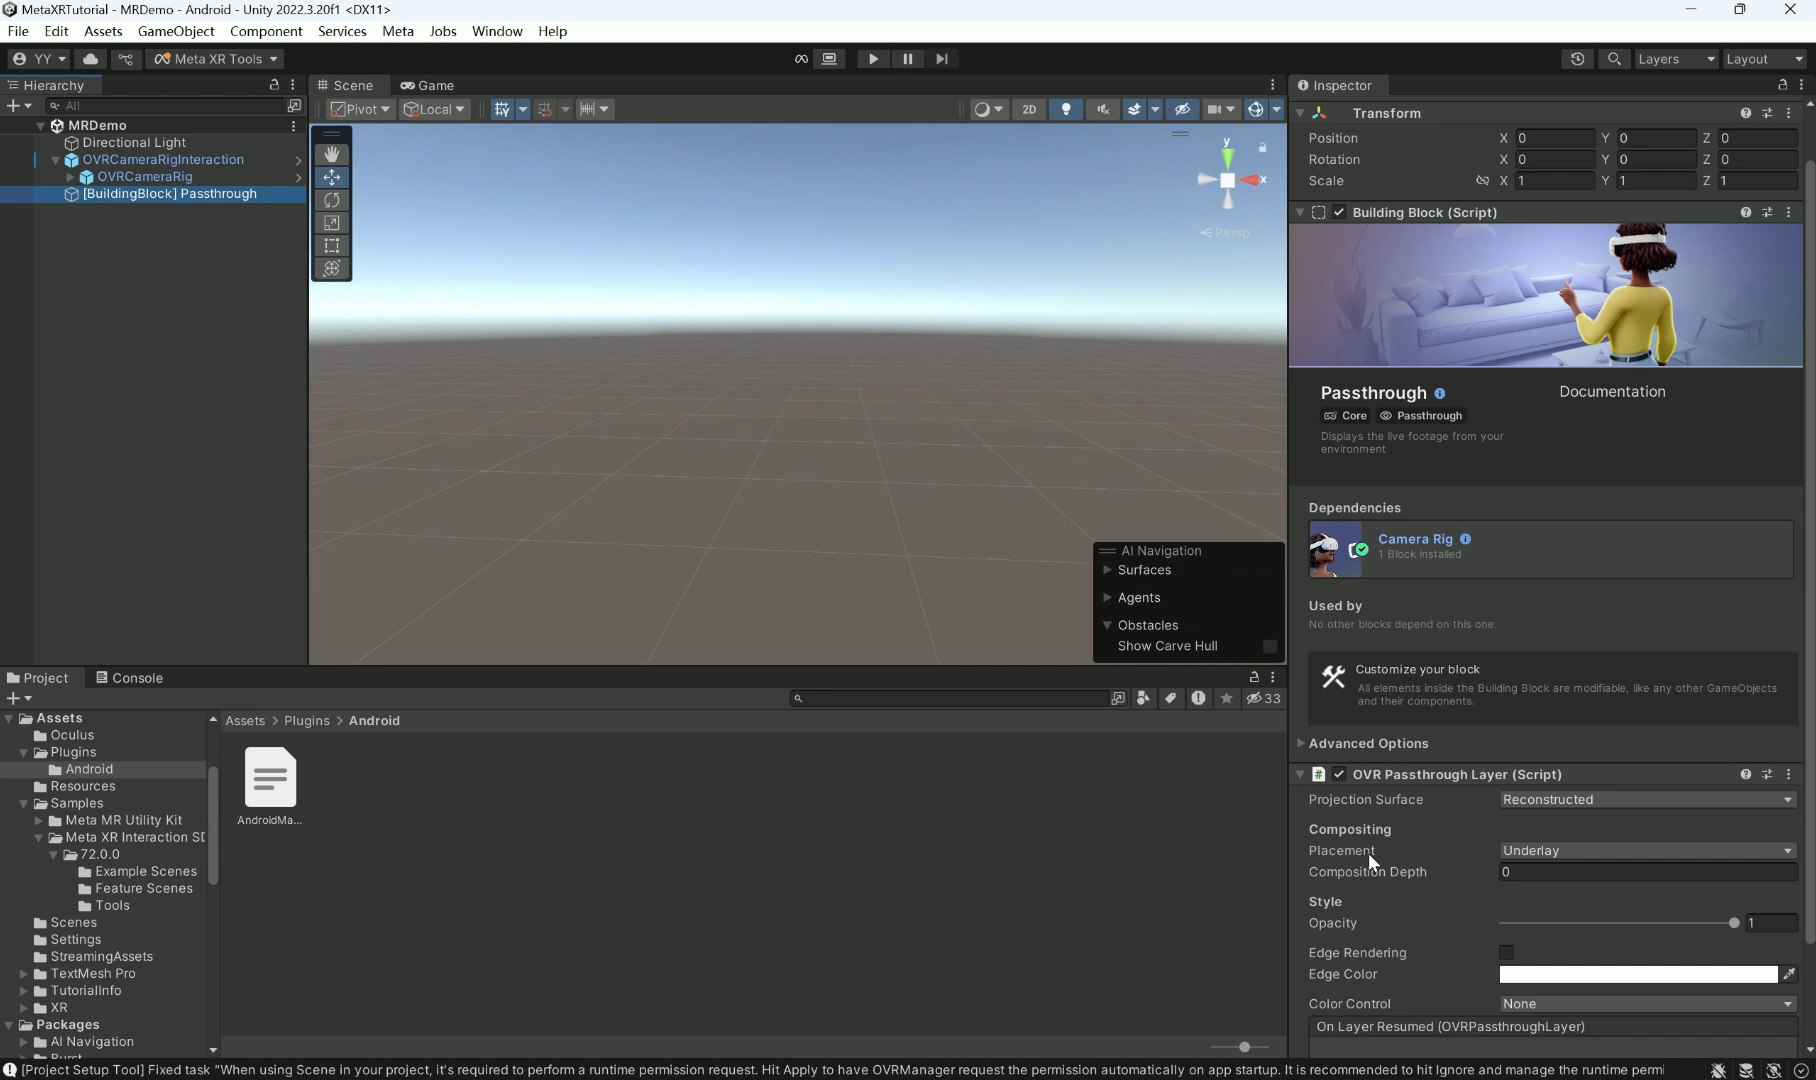 MetaXRTutorial - MRDemo - Android - Unity 2022.3.20f1 <DX11>
File Edit Assets GameObject Component Services Meta Jobs Window Help
YY Meta XR Tools Layers Layout
Hierarchy Scene Game Inspector
All Pivot Local 2D
MRDemo
Directional Light
OVRCameraRigInteraction
OVRCameraRig
[BuildingBlock] Passthrough
y
x
Persp
AI Navigation
Surfaces
Agents
Obstacles
Show Carve Hull
Transform
Position X 0 Y 0 Z 0
Rotation X 0 Y 0 Z 0
Scale X 1 Y 1 Z 1
Building Block (Script)
Passthrough Documentation
Core Passthrough
Displays the live footage from your
environment
Dependencies
Camera Rig
1 Block installed
Used by
No other blocks depend on this one.
Customize your block
All elements inside the Building Block are modifiable, like any other GameObjects
and their components.
Advanced Options
OVR Passthrough Layer (Script)
Projection Surface Reconstructed
Compositing
Placement Underlay
Composition Depth 0
Style
Opacity 1
Edge Rendering
Edge Color
Color Control None
On Layer Resumed (OVRPassthroughLayer)
Project Console
33
Assets
Oculus
Plugins
Android
Resources
Samples
Meta MR Utility Kit
Meta XR Interaction SD
72.0.0
Example Scenes
Feature Scenes
Tools
Scenes
Settings
StreamingAssets
TextMesh Pro
TutorialInfo
XR
Packages
AI Navigation
Burst
Assets > Plugins > Android
AndroidMa...
[Project Setup Tool] Fixed task "When using Scene in your project, it's required to perform a runtime permission request. Hit Apply to have OVRManager request the permission automatically on app startup. It is recommended to hit Ignore and manage the runtime permi